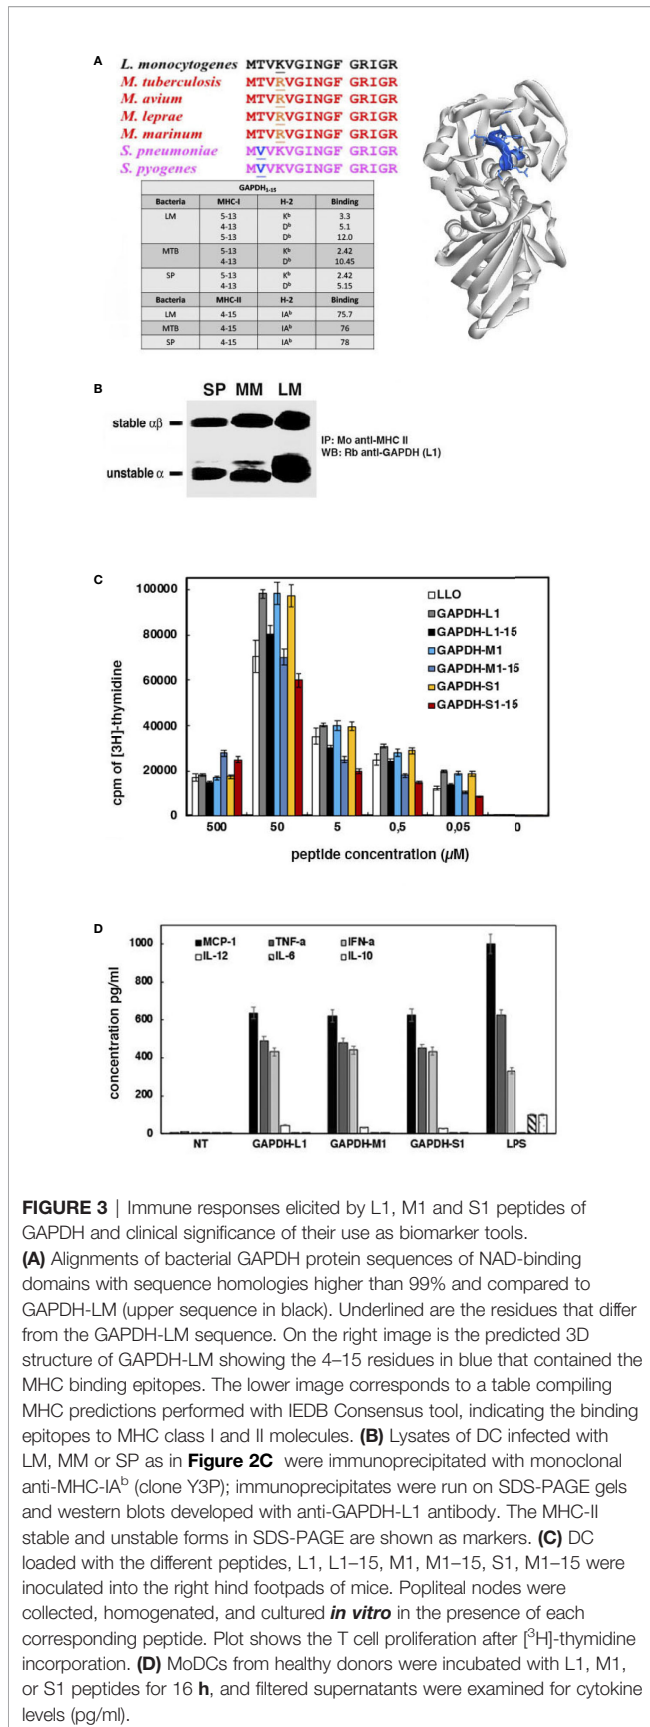 A
L. monocytogenes MTVKVGINGF GRIGR
M. tuberculosis MTVRVGINGF GRIGR
M. avium MTVRVGINGF GRIGR
M. leprae MTVRVGINGF GRIGR
M. marinum MTVRVGINGF GRIGR
S. pneumoniae MVVKVGINGF GRIGR
S. pyogenes MVVKVGINGF GRIGR
GAPDH1-15
Bacteria MHC-I H-2 Binding
LM 5-13 Kb 3.3
4-13 Db 5.1
5-13 Db 12.0
MTB 5-13 Kb 2.42
4-13 Db 10.45
SP 5-13 Kb 2.42
4-13 Db 5.15
Bacteria MHC-II H-2 Binding
LM 4-15 IAb 75.7
MTB 4-15 IAb 76
SP 4-15 IAb 78
B
SP MM LM
stable αβ
unstable α
IP: Mo anti-MHC II
WB: Rb anti-GAPDH (L1)
C
cpm of [3H]-thymidine
100000
80000
60000
40000
20000
0
LLO
GAPDH-L1
GAPDH-L1-15
GAPDH-M1
GAPDH-M1-15
GAPDH-S1
GAPDH-S1-15
500 50 5 0,5 0,05 0
peptide concentration (µM)
D
concentration pg/ml
1000
800
600
400
200
0
MCP-1 TNF-a IFN-a
IL-12 IL-6 IL-10
NT GAPDH-L1 GAPDH-M1 GAPDH-S1 LPS
FIGURE 3 | Immune responses elicited by L1, M1 and S1 peptides of
GAPDH and clinical significance of their use as biomarker tools.
(A) Alignments of bacterial GAPDH protein sequences of NAD-binding
domains with sequence homologies higher than 99% and compared to
GAPDH-LM (upper sequence in black). Underlined are the residues that differ
from the GAPDH-LM sequence. On the right image is the predicted 3D
structure of GAPDH-LM showing the 4–15 residues in blue that contained the
MHC binding epitopes. The lower image corresponds to a table compiling
MHC predictions performed with IEDB Consensus tool, indicating the binding
epitopes to MHC class I and II molecules. (B) Lysates of DC infected with
LM, MM or SP as in Figure 2C were immunoprecipitated with monoclonal
anti-MHC-IAb (clone Y3P); immunoprecipitates were run on SDS-PAGE gels
and western blots developed with anti-GAPDH-L1 antibody. The MHC-II
stable and unstable forms in SDS-PAGE are shown as markers. (C) DC
loaded with the different peptides, L1, L1–15, M1, M1–15, S1, M1–15 were
inoculated into the right hind footpads of mice. Popliteal nodes were
collected, homogenated, and cultured in vitro in the presence of each
corresponding peptide. Plot shows the T cell proliferation after [3H]-thymidine
incorporation. (D) MoDCs from healthy donors were incubated with L1, M1,
or S1 peptides for 16 h, and filtered supernatants were examined for cytokine
levels (pg/ml).